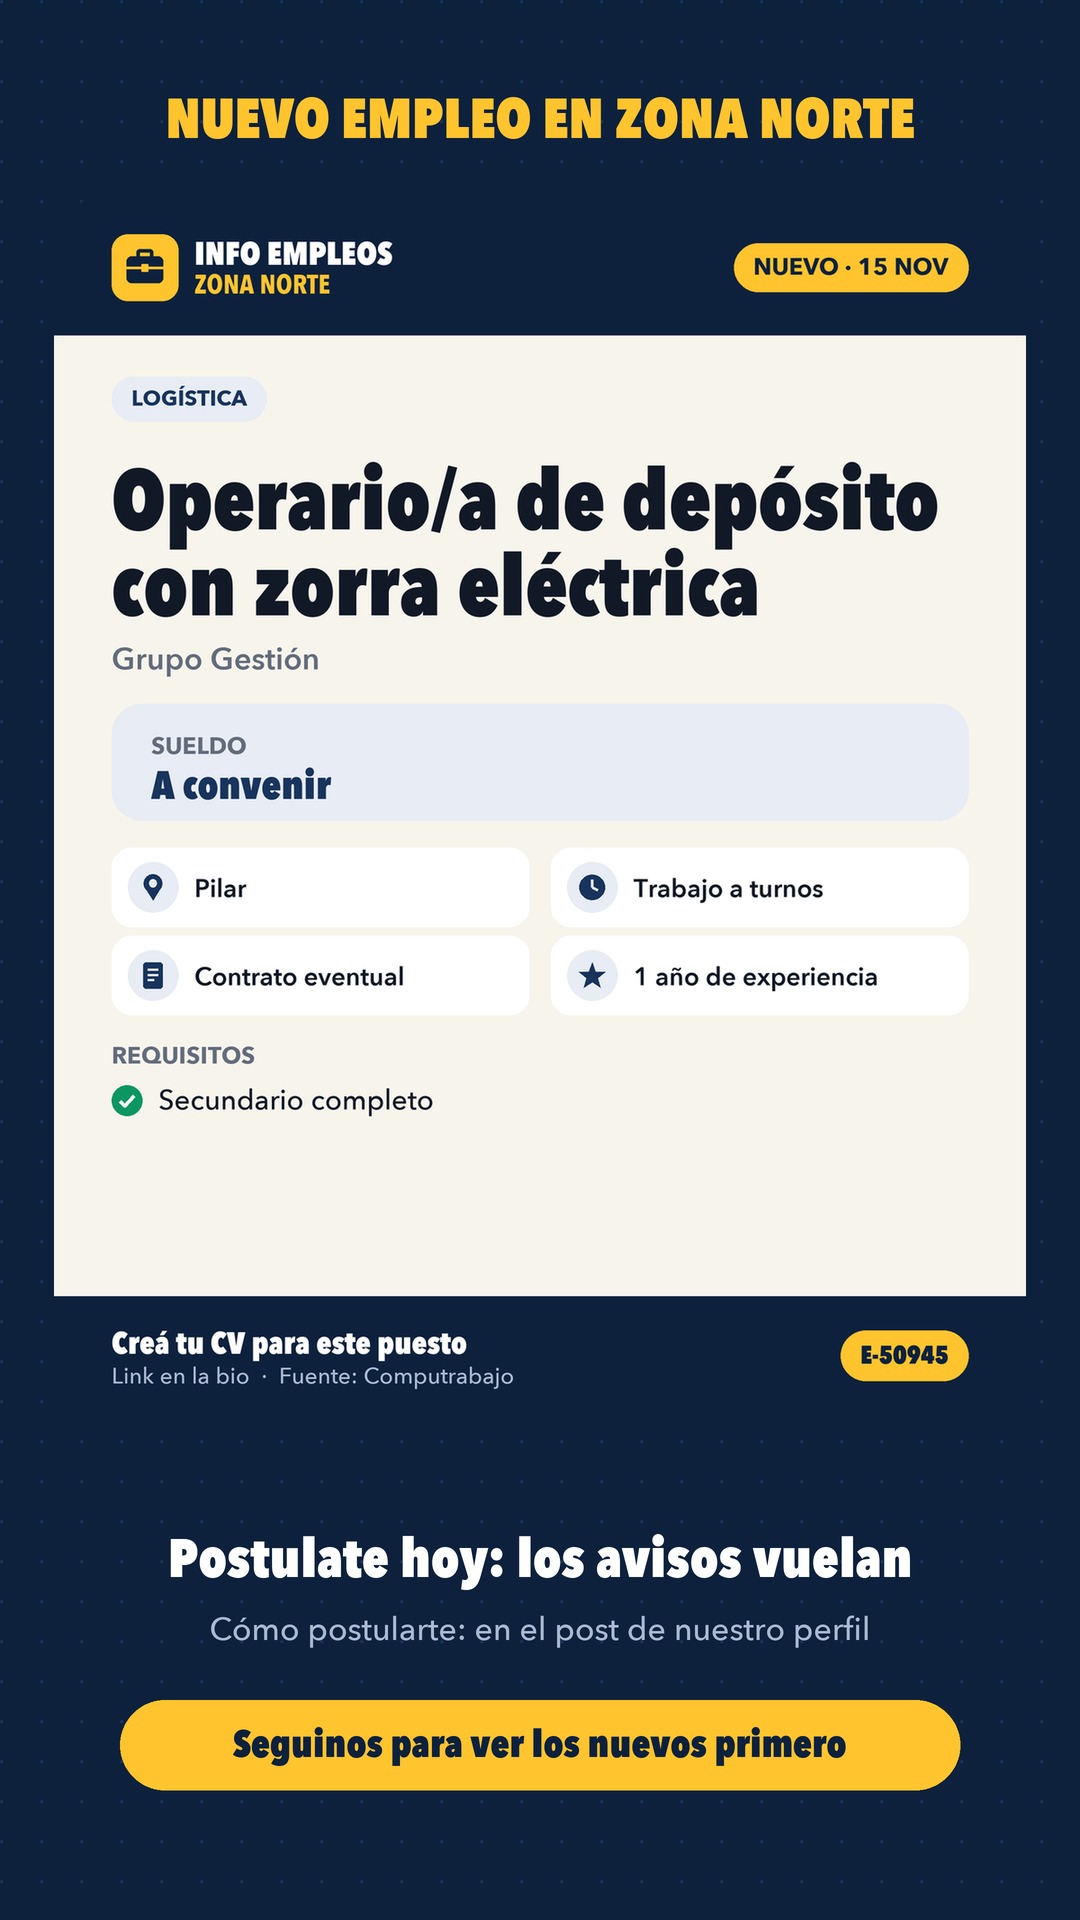 NUEVO EMPLEO EN ZONA NORTE
INFO EMPLEOS
ZONA NORTE
NUEVO · 15 NOV
LOGÍSTICA
Operario/a de depósito
con zorra eléctrica
Grupo Gestión
SUELDO
A convenir
Pilar
Trabajo a turnos
Contrato eventual
1 año de experiencia
REQUISITOS
Secundario completo
Creá tu CV para este puesto
Link en la bio · Fuente: Computrabajo
E-50945
Postulate hoy: los avisos vuelan
Cómo postularte: en el post de nuestro perfil
Seguinos para ver los nuevos primero